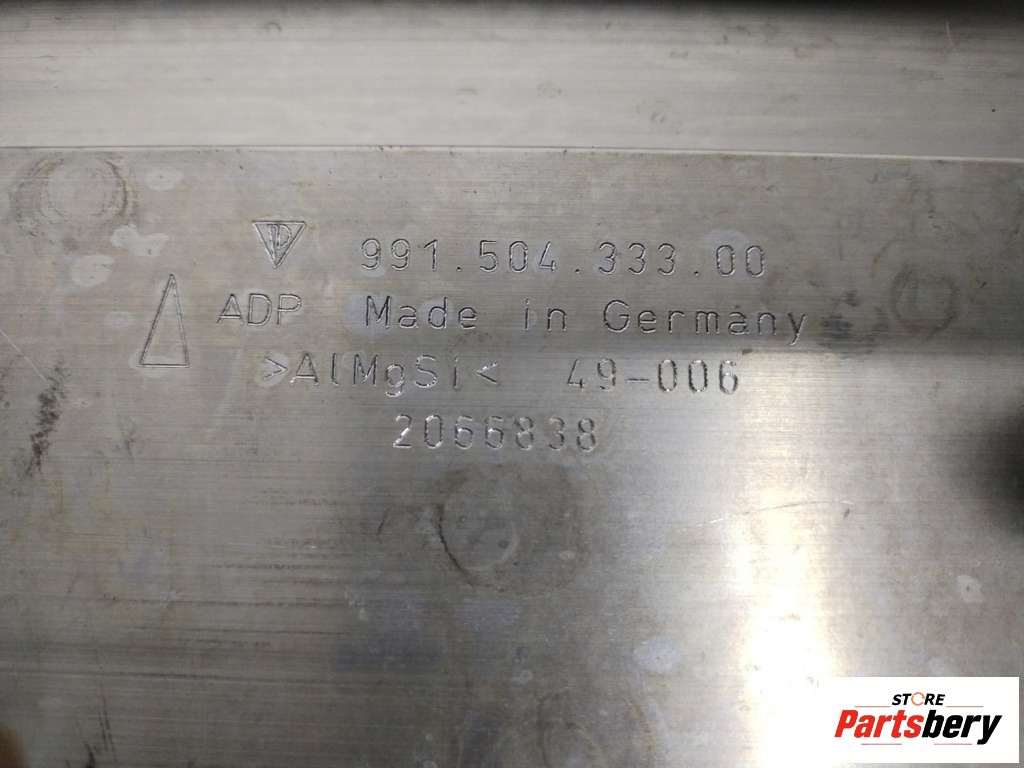 991.504.333.00
ADP Made in Germany
>AlMgSi< 49-006
2066838
STORE
Partsbery